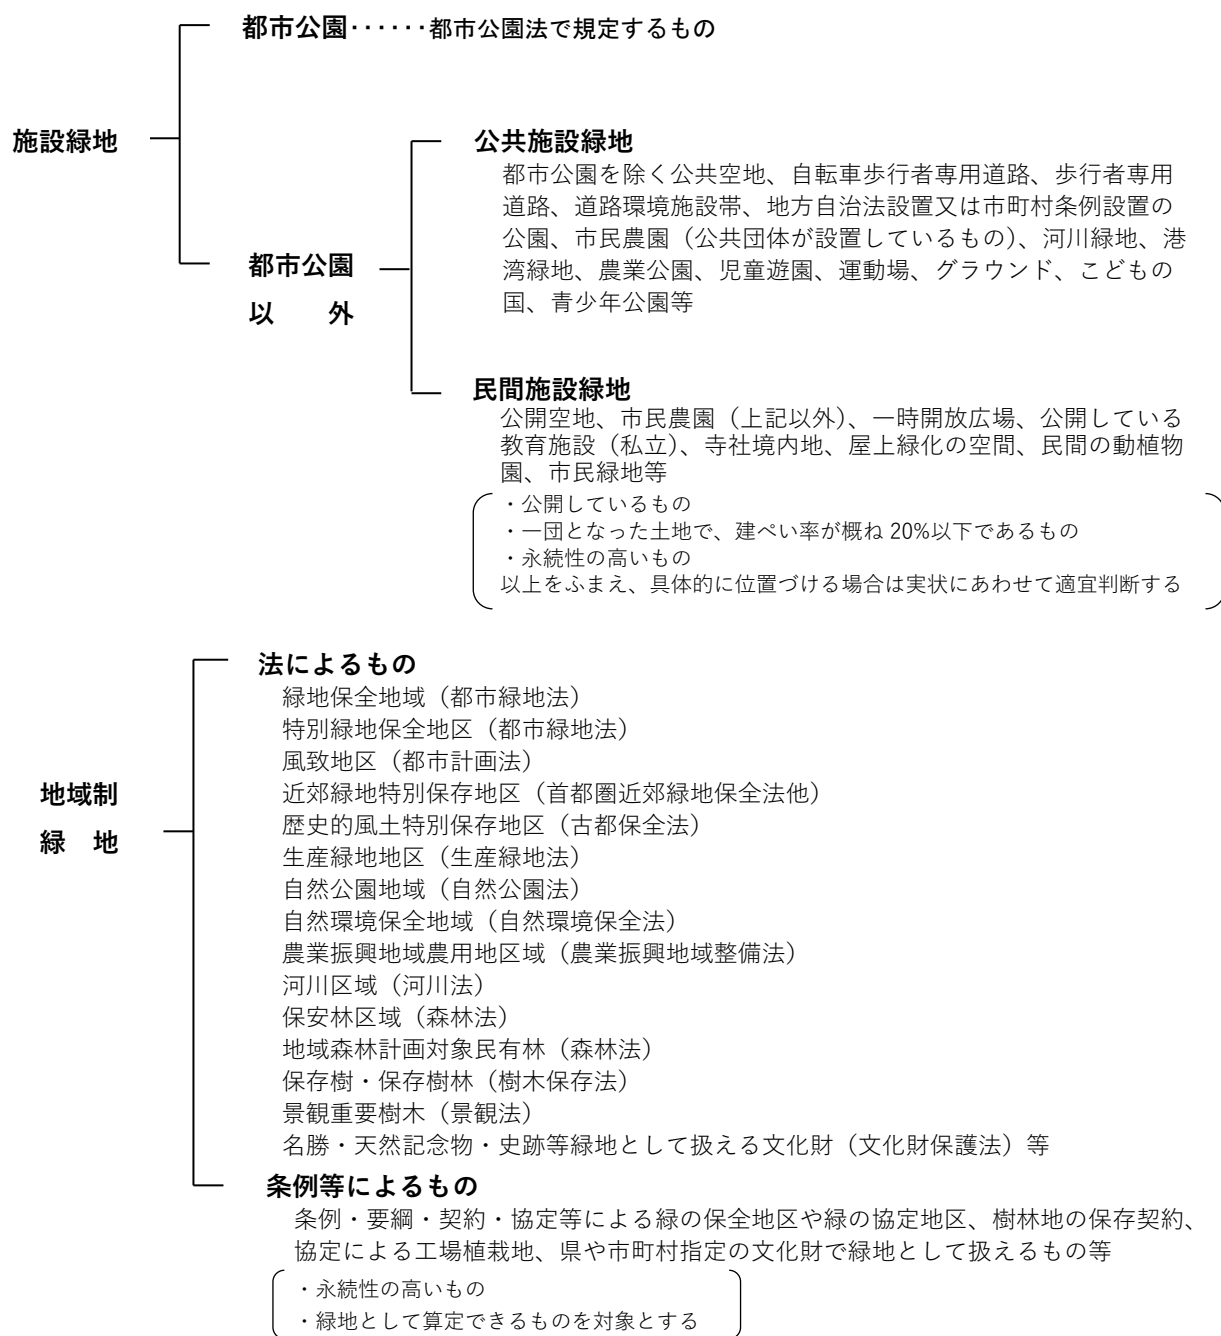 都市公園‥‥‥都市公園法で規定するもの
施設緑地
公共施設緑地
都市公園を除く公共空地、自転車歩行者専用道路、歩行者専用
道路、道路環境施設帯、地方自治法設置又は市町村条例設置の
公園、市民農園（公共団体が設置しているもの）、河川緑地、港
湾緑地、農業公園、児童遊園、運動場、グラウンド、こどもの
国、青少年公園等
都市公園
以　外
民間施設緑地
公開空地、市民農園（上記以外）、一時開放広場、公開している
教育施設（私立）、寺社境内地、屋上緑化の空間、民間の動植物
園、市民緑地等
・公開しているもの
・一団となった土地で、建ぺい率が概ね 20%以下であるもの
・永続性の高いもの
以上をふまえ、具体的に位置づける場合は実状にあわせて適宜判断する
地域制
緑　地
法によるもの
緑地保全地域（都市緑地法）
特別緑地保全地区（都市緑地法）
風致地区（都市計画法）
近郊緑地特別保存地区（首都圏近郊緑地保全法他）
歴史的風土特別保存地区（古都保全法）
生産緑地地区（生産緑地法）
自然公園地域（自然公園法）
自然環境保全地域（自然環境保全法）
農業振興地域農用地区域（農業振興地域整備法）
河川区域（河川法）
保安林区域（森林法）
地域森林計画対象民有林（森林法）
保存樹・保存樹林（樹木保存法）
景観重要樹木（景観法）
名勝・天然記念物・史跡等緑地として扱える文化財（文化財保護法）等
条例等によるもの
条例・要綱・契約・協定等による緑の保全地区や緑の協定地区、樹林地の保存契約、
協定による工場植栽地、県や市町村指定の文化財で緑地として扱えるもの等
・永続性の高いもの
・緑地として算定できるものを対象とする